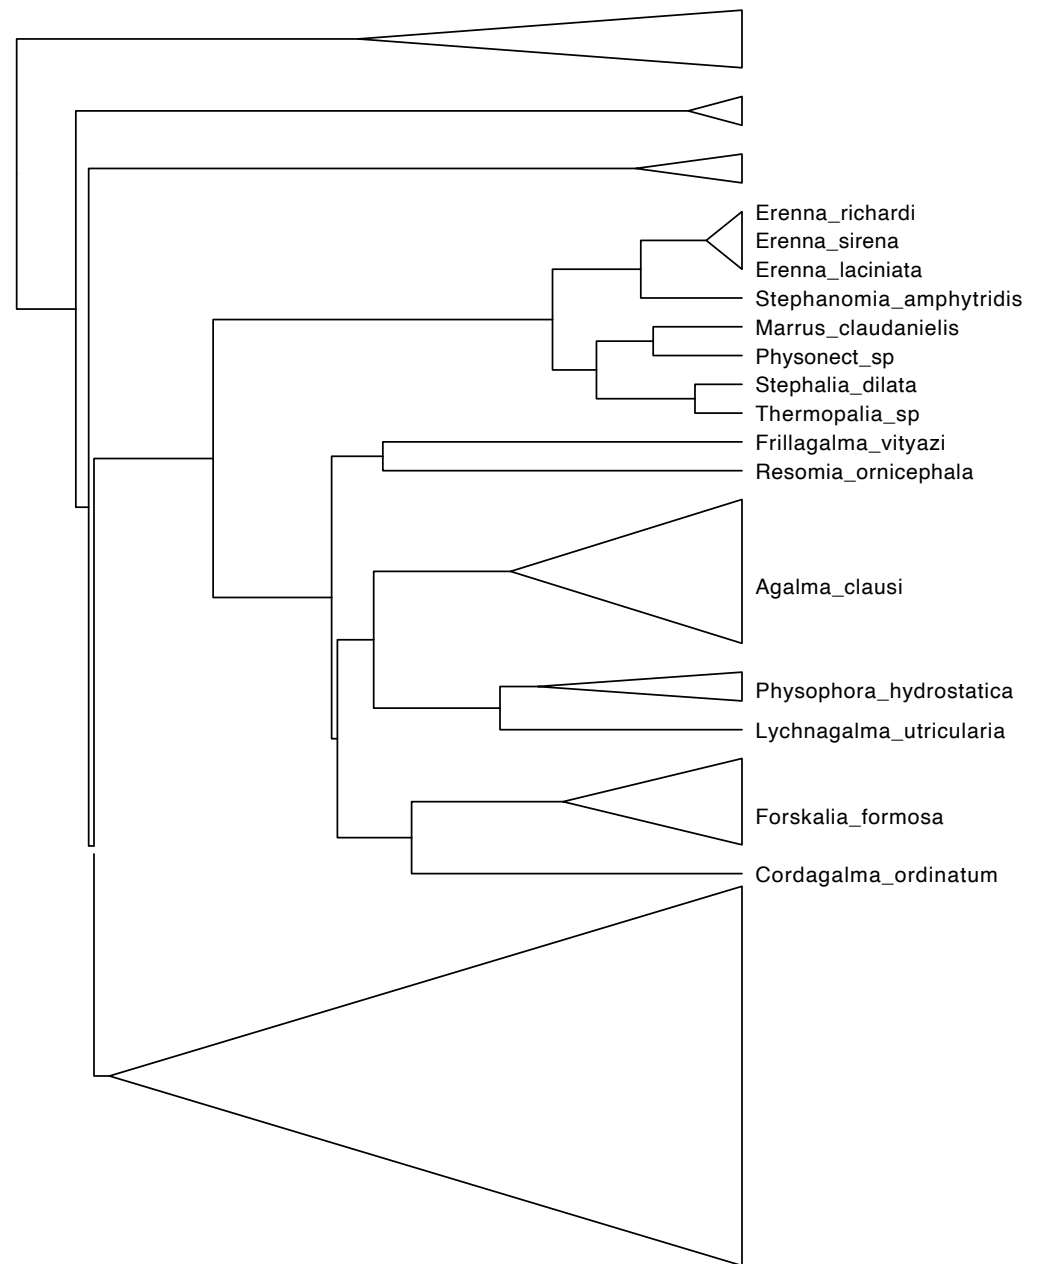 Erenna_richardi
Erenna_sirena
Erenna_laciniata
Stephanomia_amphytridis
Marrus_claudanielis
Physonect_sp
Stephalia_dilata
Thermopalia_sp
Frillagalma_vityazi
Resomia_ornicephala
Agalma_clausi
Physophora_hydrostatica
Lychnagalma_utricularia
Forskalia_formosa
Cordagalma_ordinatum